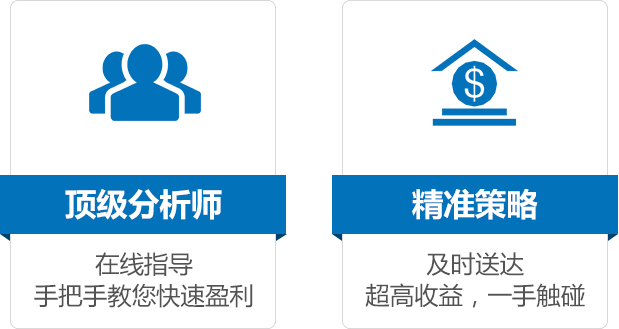 顶级分析师
在线指导
手把手教您快速盈利
$
精准策略
及时送达
超高收益，一手触碰